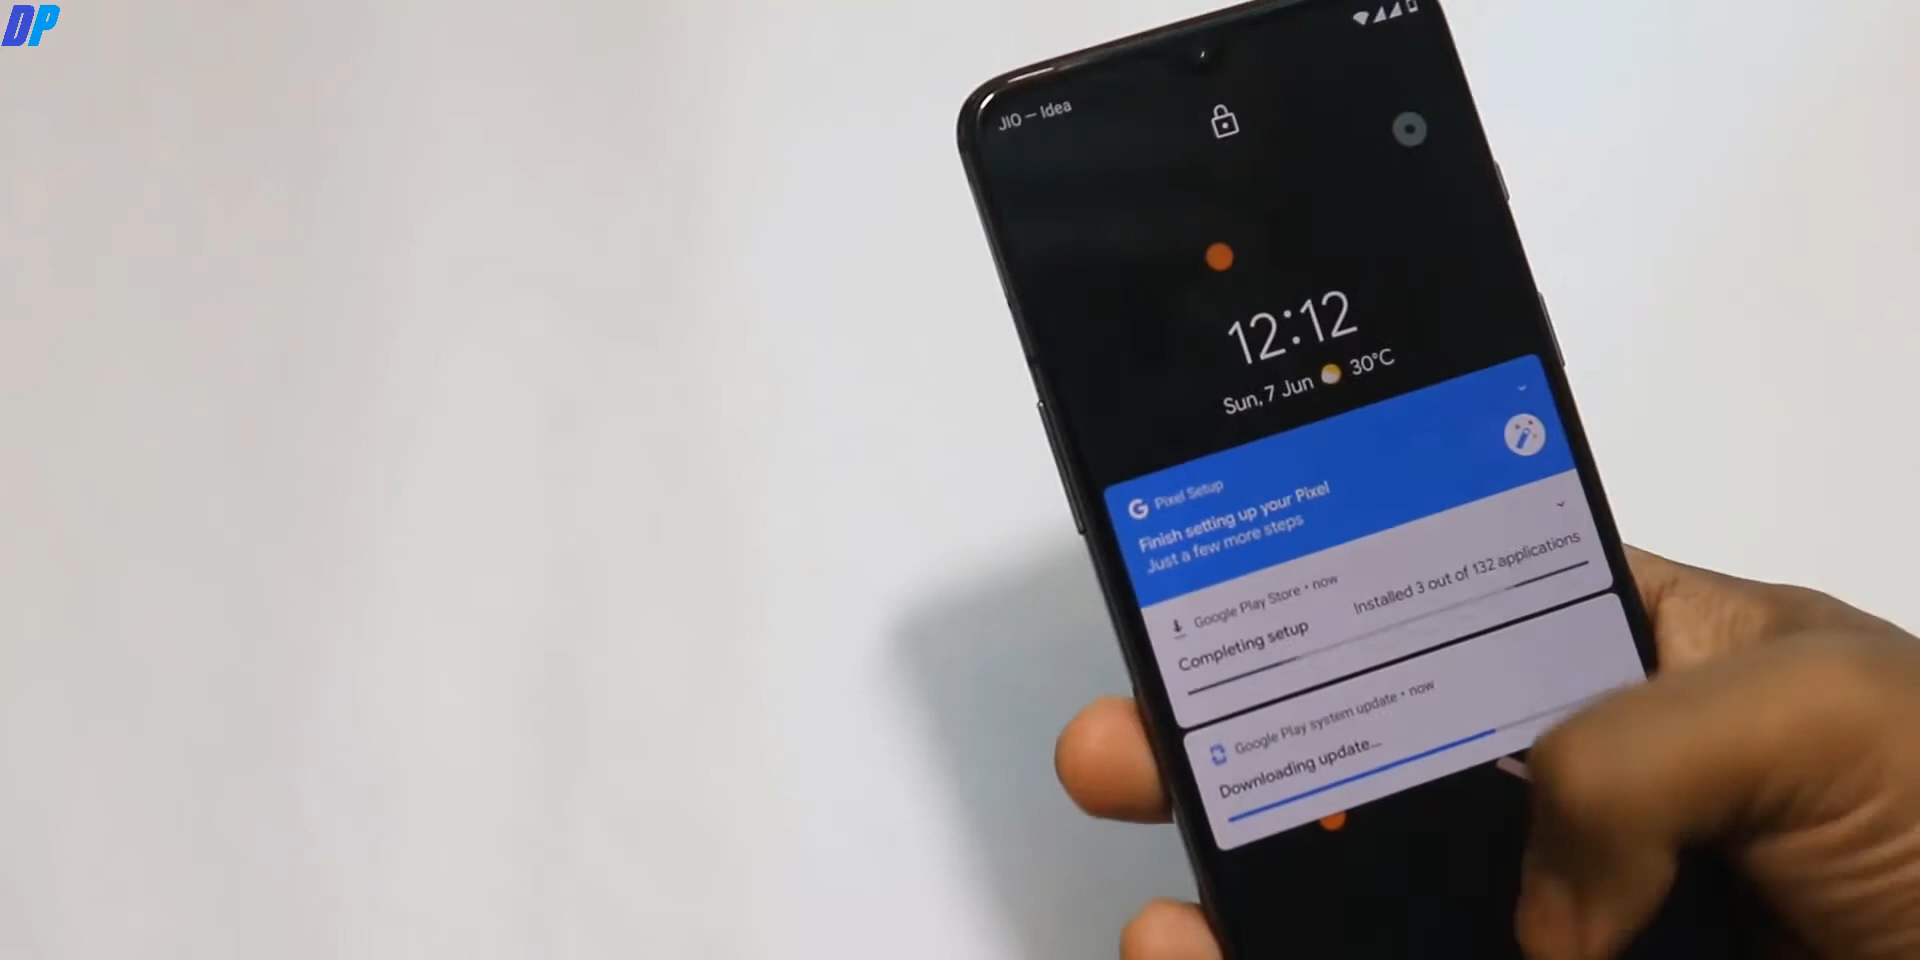 DP
JIO — Idea
12:12
Sun, 7 Jun 30°C
Pixel Setup
Finish setting up your Pixel
Just a few more steps
Google Play Store • now
Completing setup Installed 3 out of 132 applications
Google Play system update • now
Downloading update...